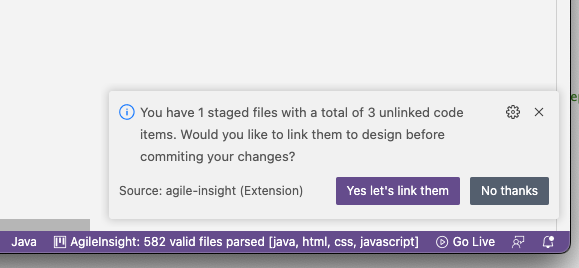 You have 1 staged files with a total of 3 unlinked code
items. Would you like to link them to design before
commiting your changes?
Source: agile-insight (Extension)
Yes let's link them
No thanks
Java
AgileInsight: 582 valid files parsed [java, html, css, javascript]
Go Live